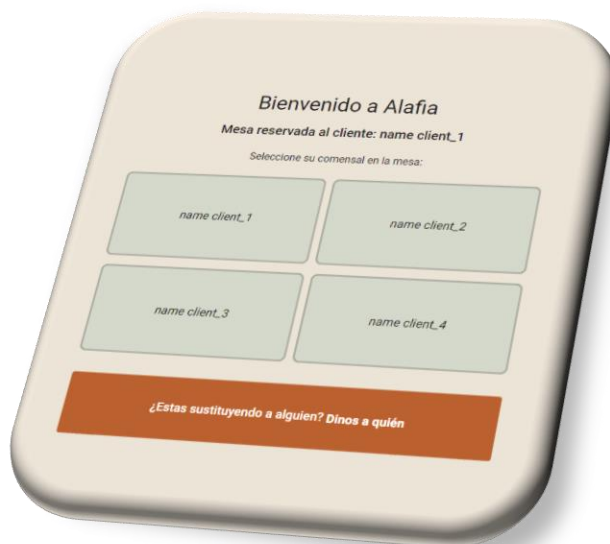 Bienvenido a Alafia
Mesa reservada al cliente: name client_1
Seleccione su comensal en la mesa:
name client_1
name client_2
name client_3
name client_4
¿Estas sustituyendo a alguien? Dinos a quién